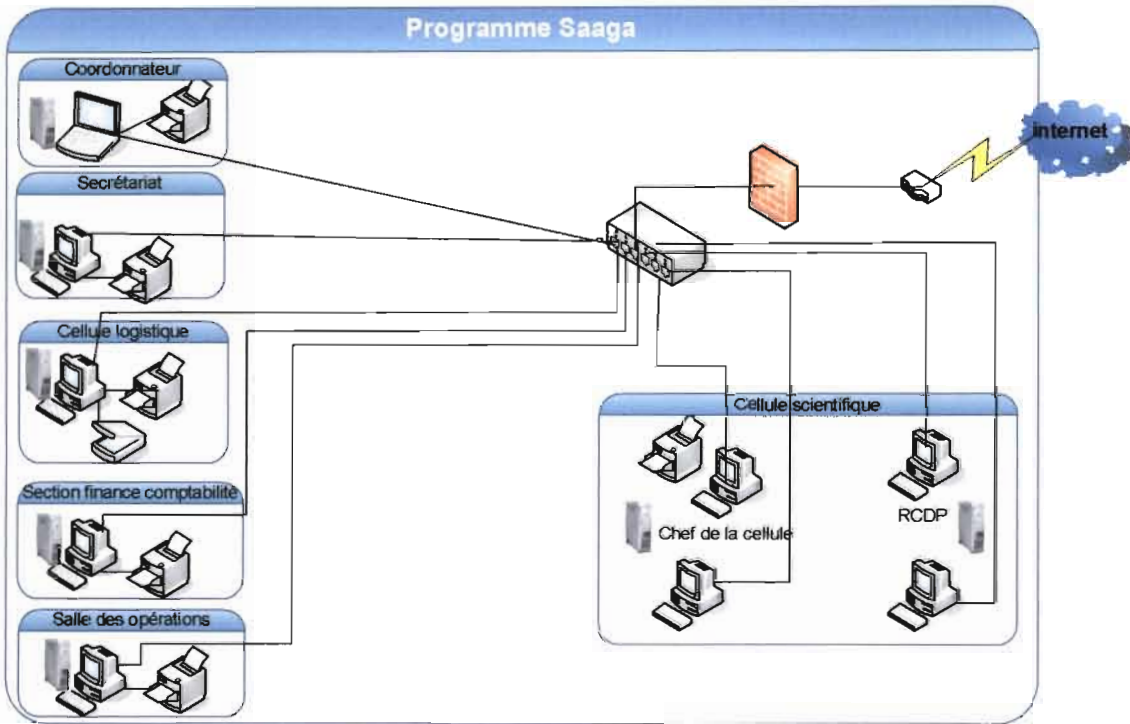 Programme Saaga
Coordonnateur
internet
Secrétariat
Cellule logistique
Cellule scientifique
Section finance comptabilité
RCDP
Chef de la cellule
Salle des opérations